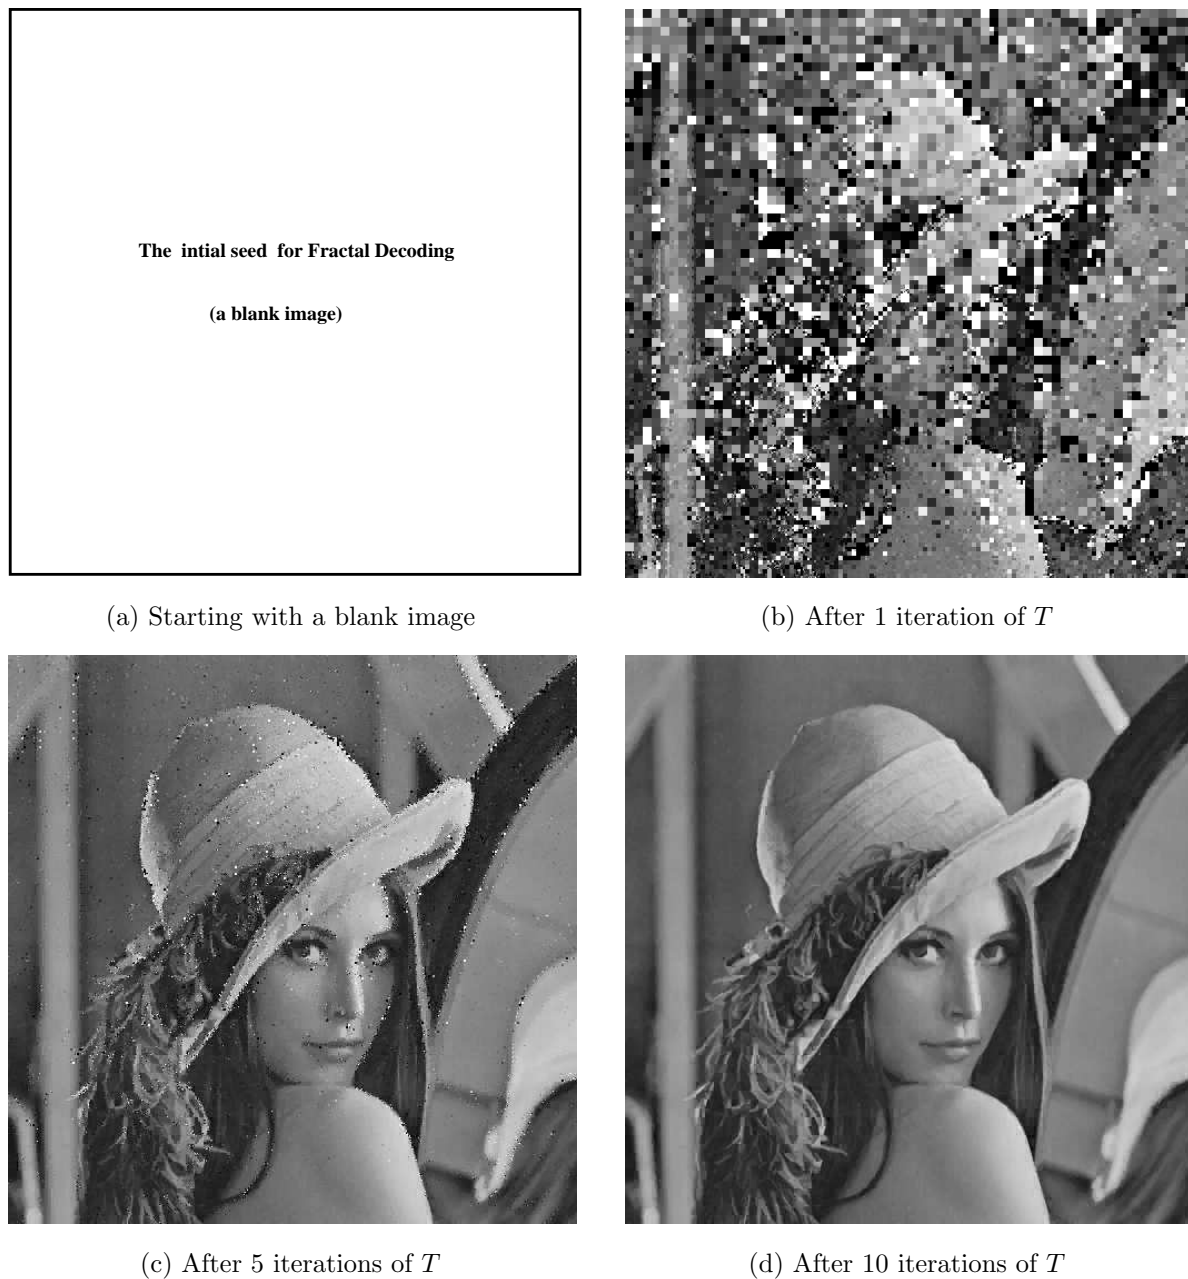 The intial seed for Fractal Decoding
(a blank image)
(a) Starting with a blank image
(b) After 1 iteration of T
(c) After 5 iterations of T
(d) After 10 iterations of T